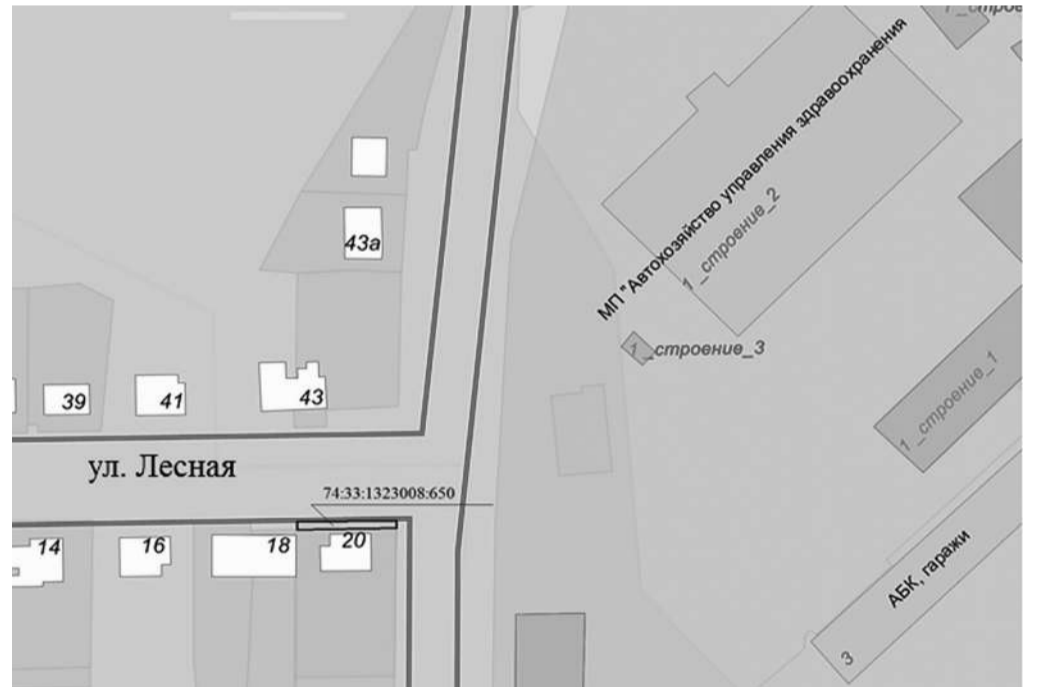 МП "Автохозяйство управления здравоохранения
1_строение_2
43а
1_строение_3
39
41
43
1_строение_1
ул. Лесная
74:33:1323008:650
14
16
18
20
АБК, гаражи
3